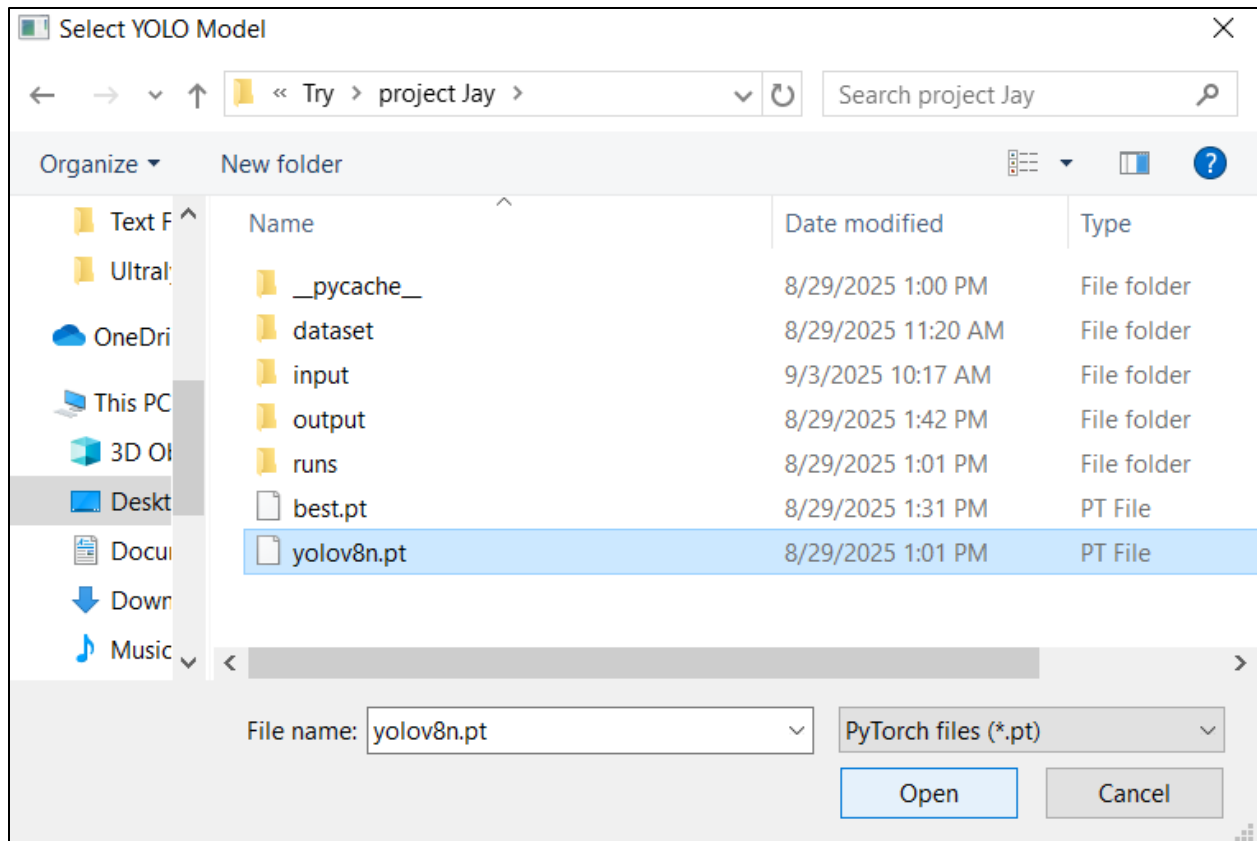 Select YOLO Model
« Try > project Jay >
Search project Jay
Organize
New folder
?
Name Date modified Type
Text F
Ultral
OneDri
This PC
3D Ol
Deskt
Docu
Down
Music
__pycache__ 8/29/2025 1:00 PM File folder
dataset 8/29/2025 11:20 AM File folder
input 9/3/2025 10:17 AM File folder
output 8/29/2025 1:42 PM File folder
runs 8/29/2025 1:01 PM File folder
best.pt 8/29/2025 1:31 PM PT File
yolov8n.pt 8/29/2025 1:01 PM PT File
File name: yolov8n.pt PyTorch files (*.pt)
Open Cancel